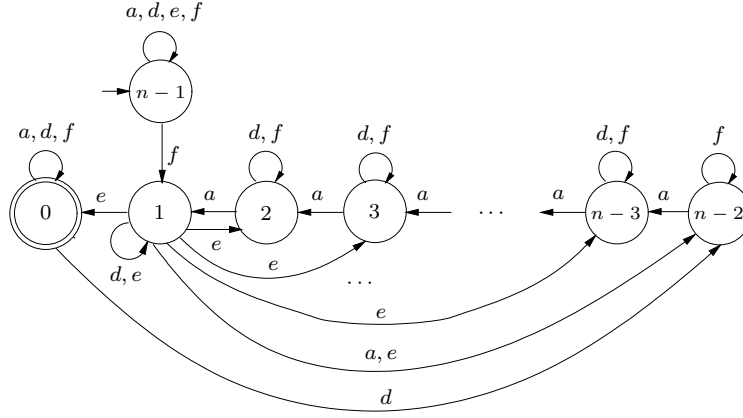 a, d, e, f
n − 1
a, d, f
d, f
d, f
d, f
f
f
0
e
1
a
2
a
3
a
· · ·
a
n − 3
a
n − 2
e
d, e
e
· · ·
e
a, e
d